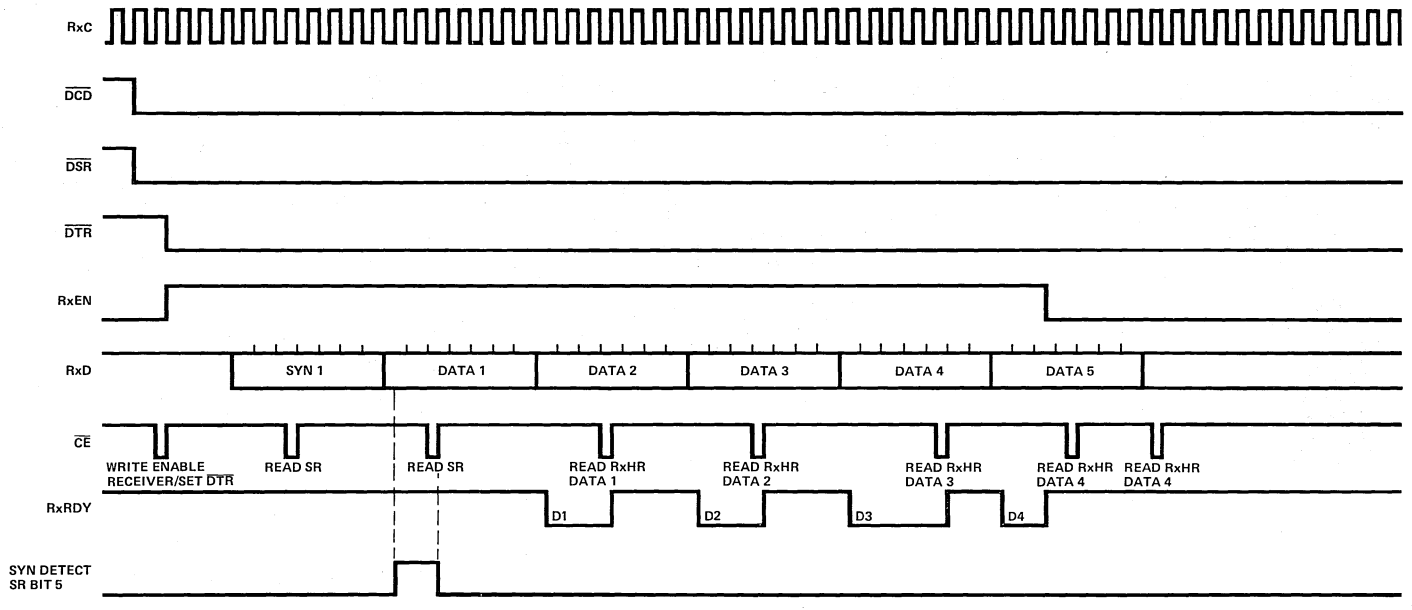 RxC
DCD
DSR
DTR
RxEN
RxD
SYN 1
DATA 1
DATA 2
DATA 3
DATA 4
DATA 5
CE
WRITE ENABLE
RECEIVER/SET DTR
READ SR
READ SR
READ RxHR
DATA 1
READ RxHR
DATA 2
READ RxHR
DATA 3
READ RxHR
DATA 4
READ RxHR
DATA 4
RxRDY
D1
D2
D3
D4
SYN DETECT
SR BIT 5